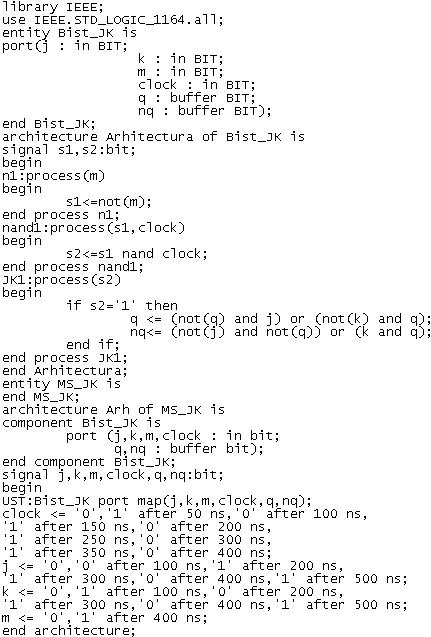 library IEEE;
use IEEE.STD_LOGIC_1164.all;
entity Bist_JK is
port(j : in BIT;
k : in BIT;
m : in BIT;
clock : in BIT;
q : buffer BIT;
nq : buffer BIT);
end Bist_JK;
architecture Arhitectura of Bist_JK is
signal s1,s2:bit;
begin
n1:process(m)
begin
s1<=not(m);
end process n1;
nand1:process(s1,clock)
begin
s2<=s1 nand clock;
end process nand1;
JK1:process(s2)
begin
if s2='1' then
q <= (not(q) and j) or (not(k) and q);
nq<= (not(j) and not(q)) or (k and q);
end if;
end process JK1;
end Arhitectura;
entity MS_JK is
end MS_JK;
architecture Arh of MS_JK is
component Bist_JK is
port (j,k,m,clock : in bit;
q,nq : buffer bit);
end component Bist_JK;
signal j,k,m,clock,q,nq:bit;
begin
UST:Bist_JK port map(j,k,m,clock,q,nq);
clock <= '0','1' after 50 ns,'0' after 100 ns,
'1' after 150 ns,'0' after 200 ns,
'1' after 250 ns,'0' after 300 ns,
'1' after 350 ns,'0' after 400 ns;
j <= '0','0' after 100 ns,'1' after 200 ns,
'1' after 300 ns,'0' after 400 ns,'1' after 500 ns;
k <= '0','1' after 100 ns,'0' after 200 ns,
'1' after 300 ns,'0' after 400 ns,'1' after 500 ns;
m <= '0','1' after 400 ns;
end architecture;